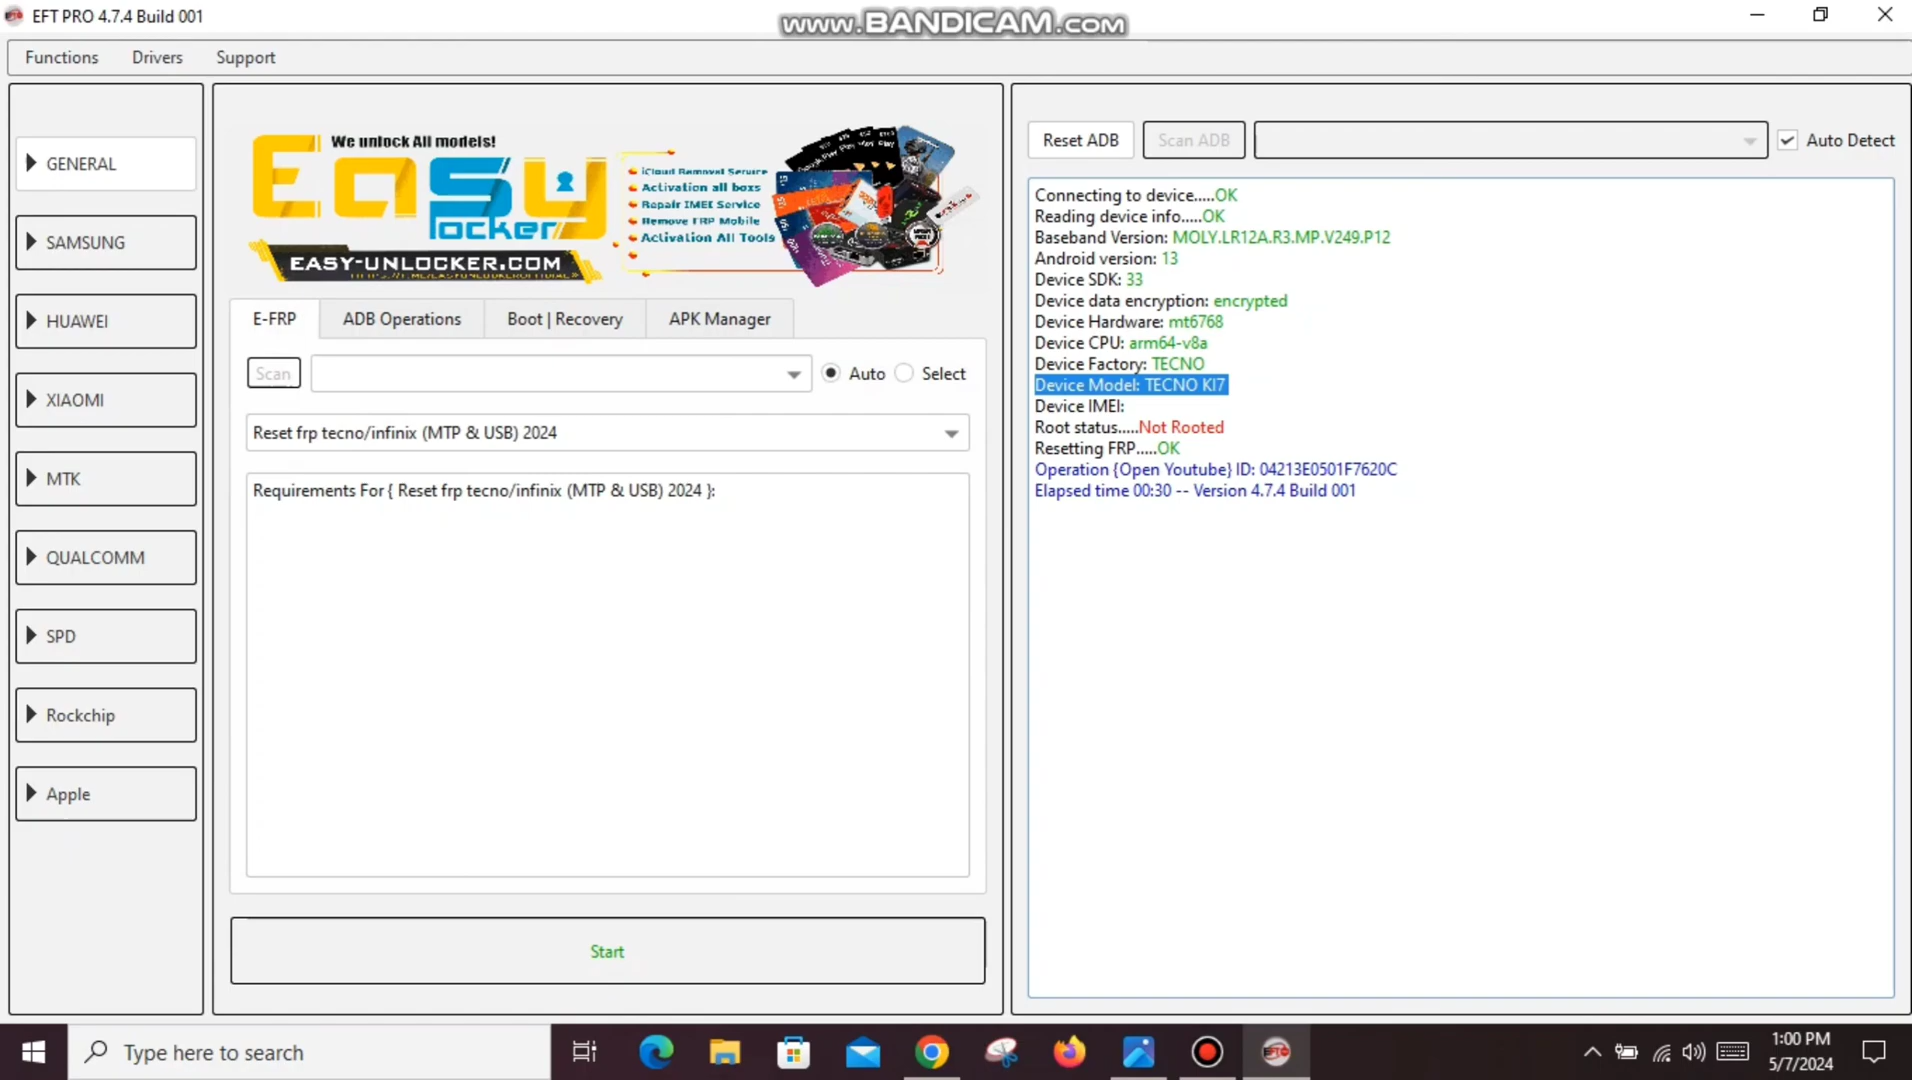 EFT PRO 4.7.4 Build 001
www.BANDICAM.com
Functions Drivers Support
GENERAL
SAMSUNG
HUAWEI
XIAOMI
MTK
QUALCOMM
SPD
Rockchip
Apple
We unlock All models!
Easy
locker
EASY-UNLOCKER.COM
iCloud Removal Service
Activation all boxs
Repair IMEI Service
Remove FRP Mobile
Activation All Tools
E-FRP ADB Operations Boot | Recovery APK Manager
Scan Auto Select
Reset frp tecno/infinix (MTP & USB) 2024
Requirements For { Reset frp tecno/infinix (MTP & USB) 2024 }:
Start
Reset ADB Scan ADB Auto Detect
Connecting to device.....OK
Reading device info.....OK
Baseband Version: MOLY.LR12A.R3.MP.V249.P12
Android version: 13
Device SDK: 33
Device data encryption: encrypted
Device Hardware: mt6768
Device CPU: arm64-v8a
Device Factory: TECNO
Device Model: TECNO KI7
Device IMEI:
Root status.....Not Rooted
Resetting FRP.....OK
Operation {Open Youtube} ID: 04213E0501F7620C
Elapsed time 00:30 -- Version 4.7.4 Build 001
Type here to search
1:00 PM
5/7/2024